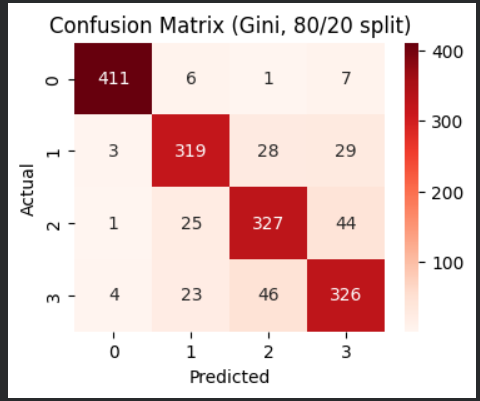 Confusion Matrix (Gini, 80/20 split)
0 411 6 1 7
1 3 319 28 29
2 1 25 327 44
3 4 23 46 326
0 1 2 3
Predicted
Actual
400
300
200
100